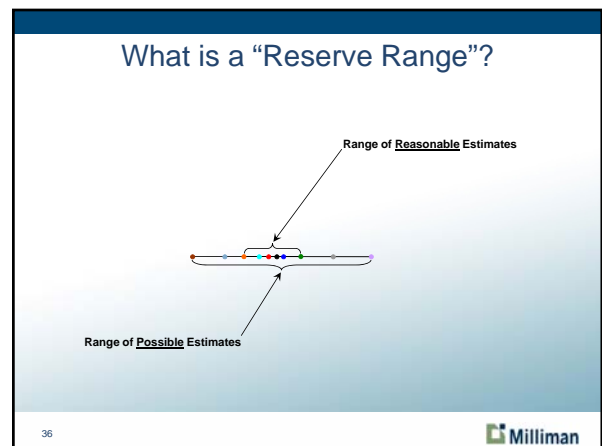 What is a “Reserve Range”?
Range of Reasonable Estimates
Range of Possible Estimates
36
Milliman